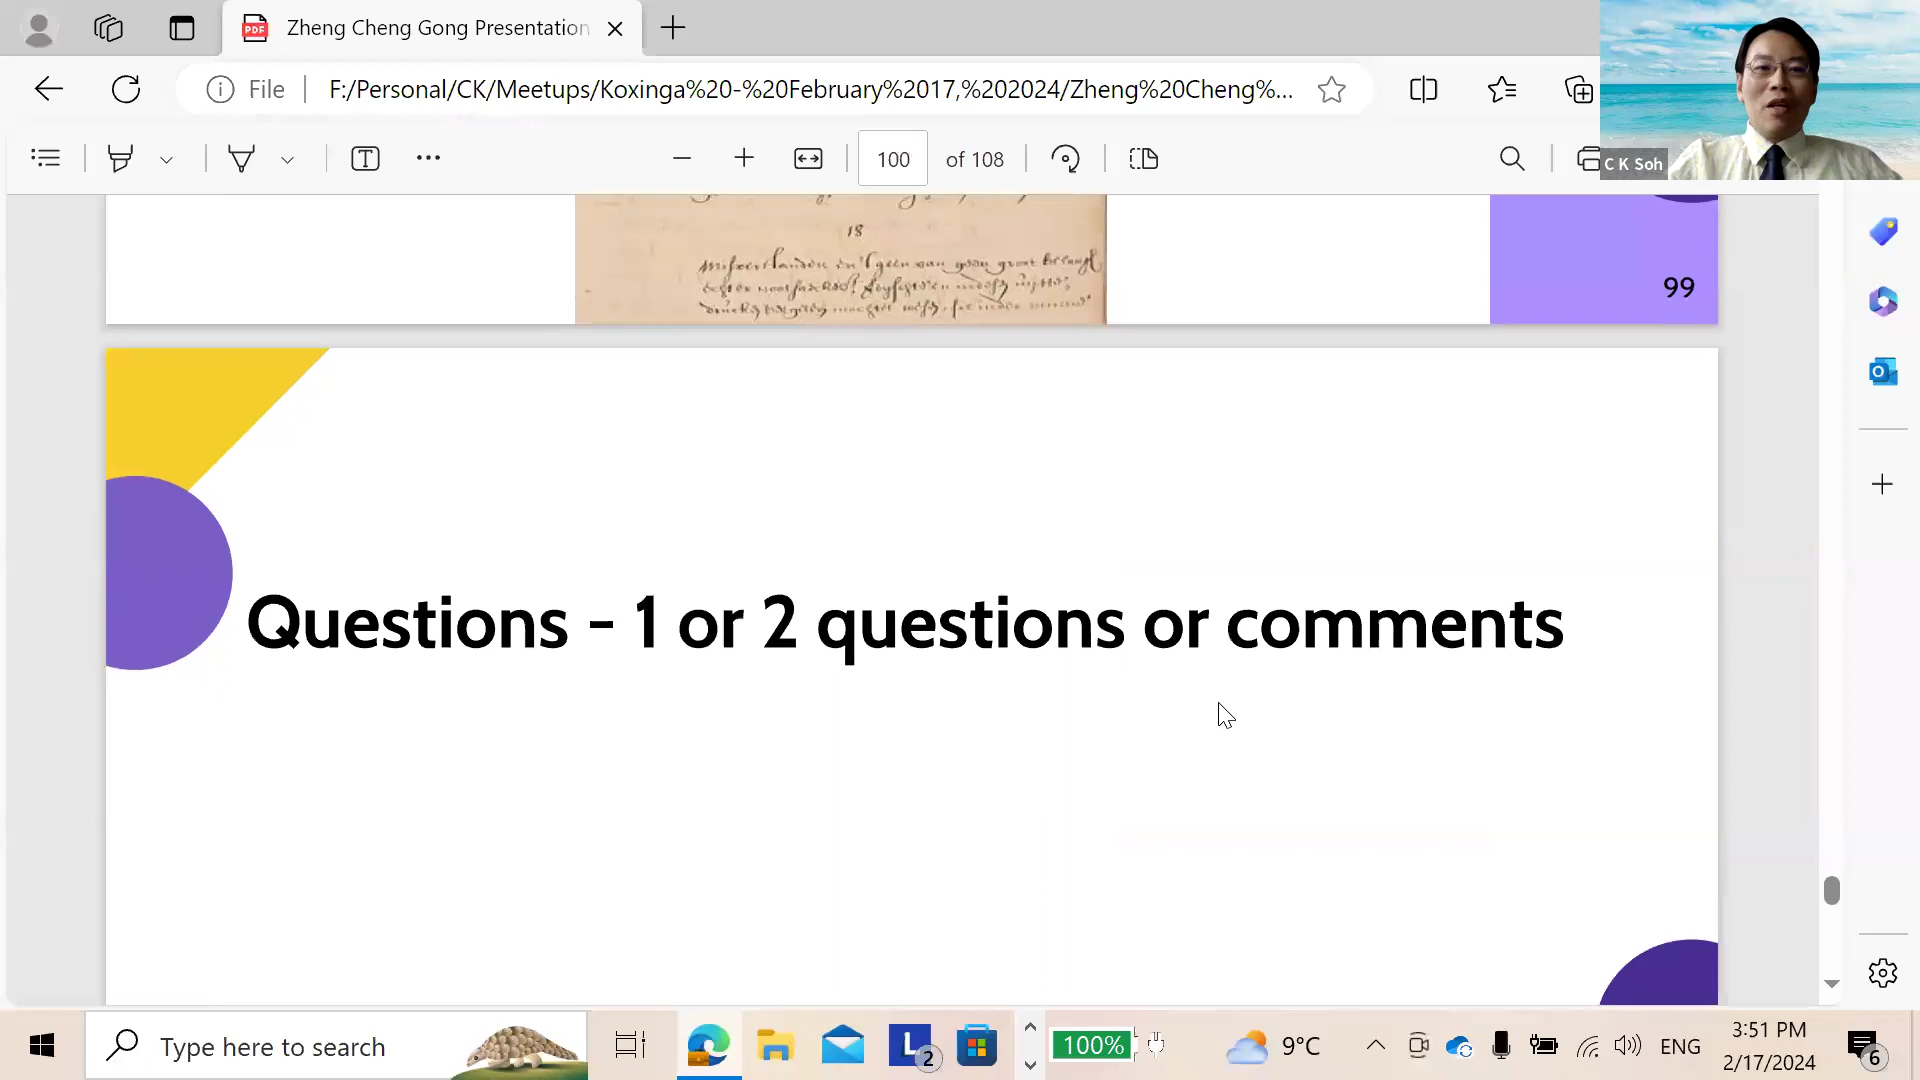 Zheng Cheng Gong Presentation
File
F:/Personal/CK/Meetups/Koxinga%20-%20February%2017,%202024/Zheng%20Cheng%...
100 of 108
C K Soh
18
99
Questions - 1 or 2 questions or comments
Type here to search
2
100%
9°C
ENG
3:51 PM
2/17/2024
6